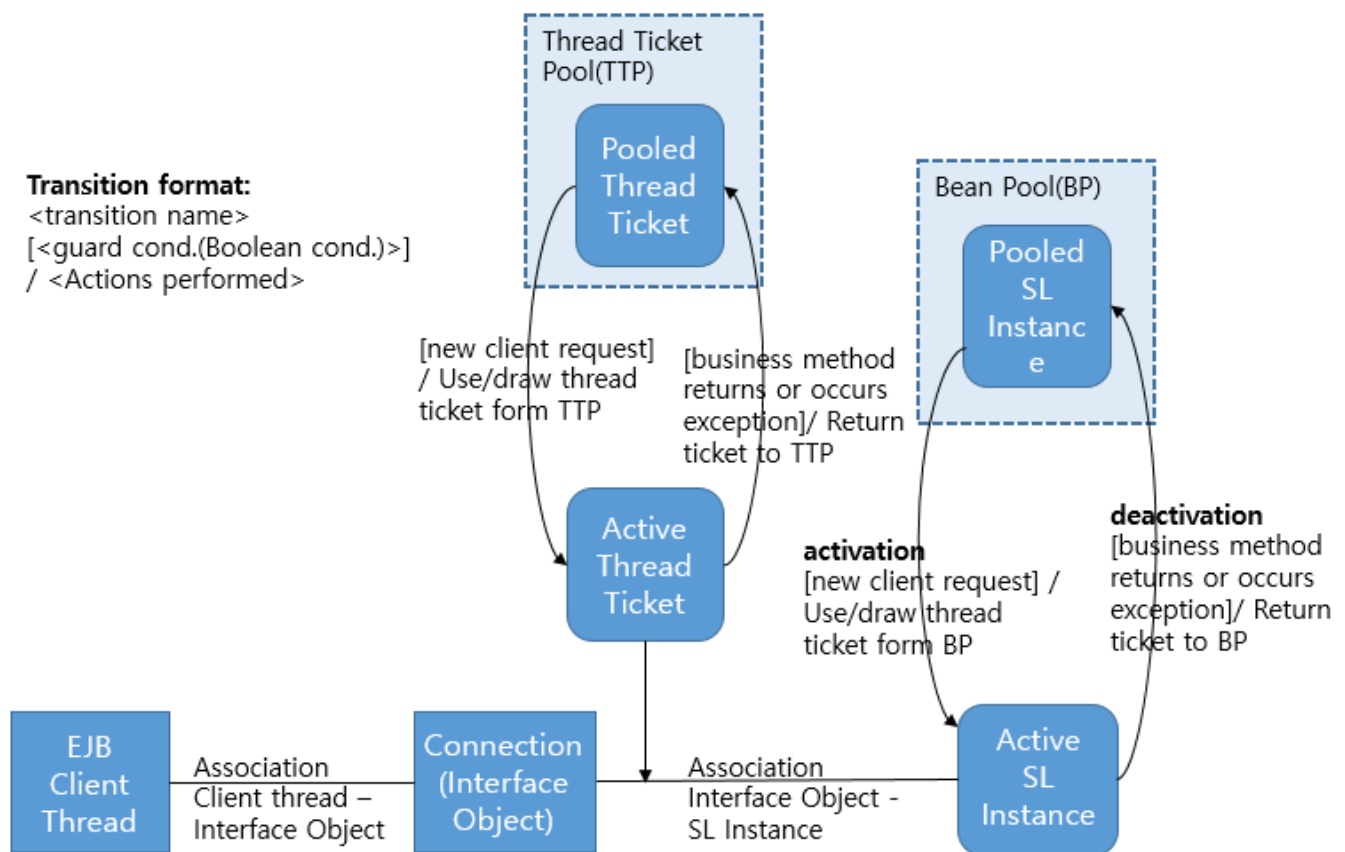 Thread Ticket
Pool(TTP)
Pooled
Thread
Ticket
Transition format:
<transition name>
[<guard cond.(Boolean cond.)>]
/ <Actions performed>
Bean Pool(BP)
Pooled
SL
Instanc
e
[new client request]
/ Use/draw thread
ticket form TTP
[business method
returns or occurs
exception]/ Return
ticket to TTP
Active
Thread
Ticket
activation
[new client request] /
Use/draw thread
ticket form BP
deactivation
[business method
returns or occurs
exception]/ Return
ticket to BP
EJB
Client
Thread
Association
Client thread –
Interface Object
Connection
(Interface
Object)
Association
Interface Object -
SL Instance
Active
SL
Instance